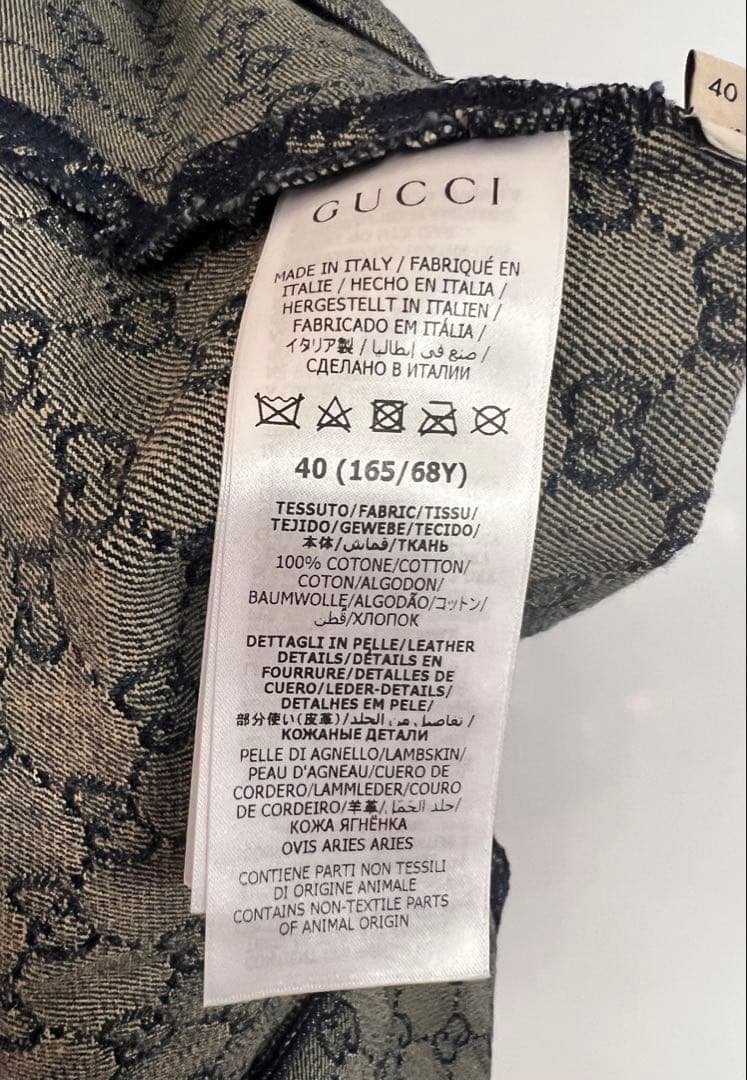 40
GUCCI
MADE IN ITALY / FABRIQUÉ EN
ITALIE / HECHO EN ITALIA /
HERGESTELLT IN ITALIEN /
FABRICADO EM ITÁLIA /
イタリア製 / صنع في إيطاليا /
СДЕЛАНО В ИТАЛИИ
40 (165/68Y)
TESSUTO/FABRIC/TISSU/
TEJIDO/GEWEBE/TECIDO/
本体/قماش/ТКАНЬ
100% COTONE/COTTON/
COTON/ALGODON/
BAUMWOLLE/ALGODÃO/コットン/
قطن/ХЛОПОК
DETTAGLI IN PELLE/LEATHER
DETAILS/DÉTAILS EN
FOURRURE/DETALLES DE
CUERO/LEDER-DETAILS/
DETALHES EM PELE/
部分使い(皮革)/تفاصيل من الجلد/
КОЖАНЫЕ ДЕТАЛИ
PELLE DI AGNELLO/LAMBSKIN/
PEAU D'AGNEAU/CUERO DE
CORDERO/LAMMLEDER/COURO
DE CORDEIRO/羊革/جلد الحمَل/
КОЖА ЯГНЁНКА
OVIS ARIES ARIES
CONTIENE PARTI NON TESSILI
DI ORIGINE ANIMALE
CONTAINS NON-TEXTILE PARTS
OF ANIMAL ORIGIN